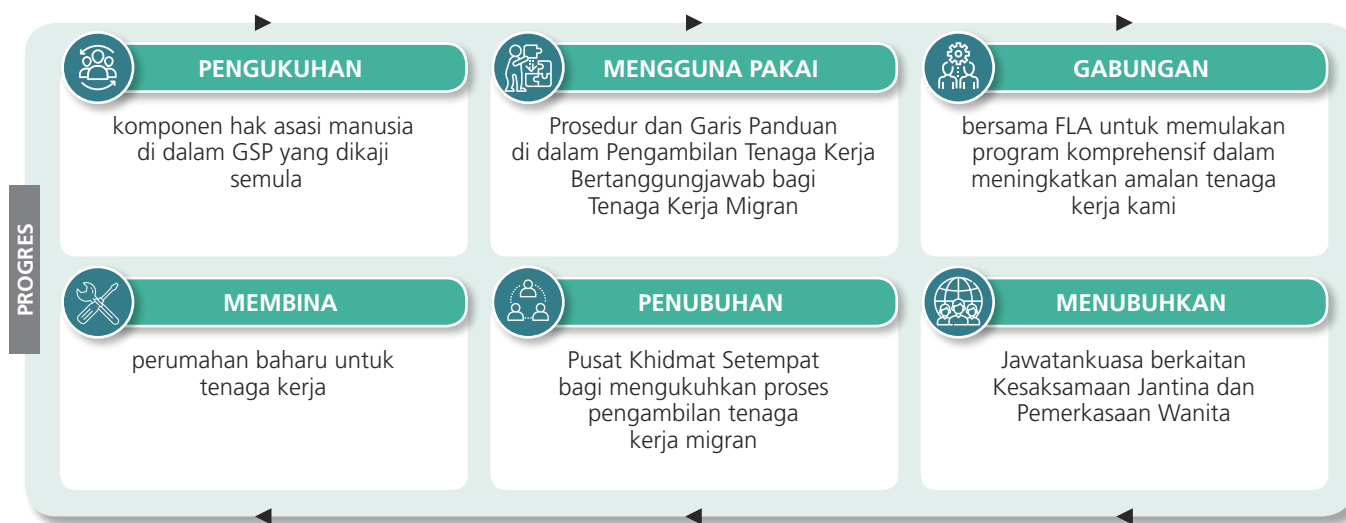 PROGRES
PENGUKUHAN
komponen hak asasi manusia
di dalam GSP yang dikaji
semula
MENGGUNA PAKAI
Prosedur dan Garis Panduan
di dalam Pengambilan Tenaga Kerja
Bertanggungjawab bagi
Tenaga Kerja Migran
GABUNGAN
bersama FLA untuk memulakan
program komprehensif dalam
meningkatkan amalan tenaga
kerja kami
MEMBINA
perumahan baharu untuk
tenaga kerja
PENUBUHAN
Pusat Khidmat Setempat
bagi mengukuhkan proses
pengambilan tenaga
kerja migran
MENUBUHKAN
Jawatankuasa berkaitan
Kesaksamaan Jantina dan
Pemerkasaan Wanita